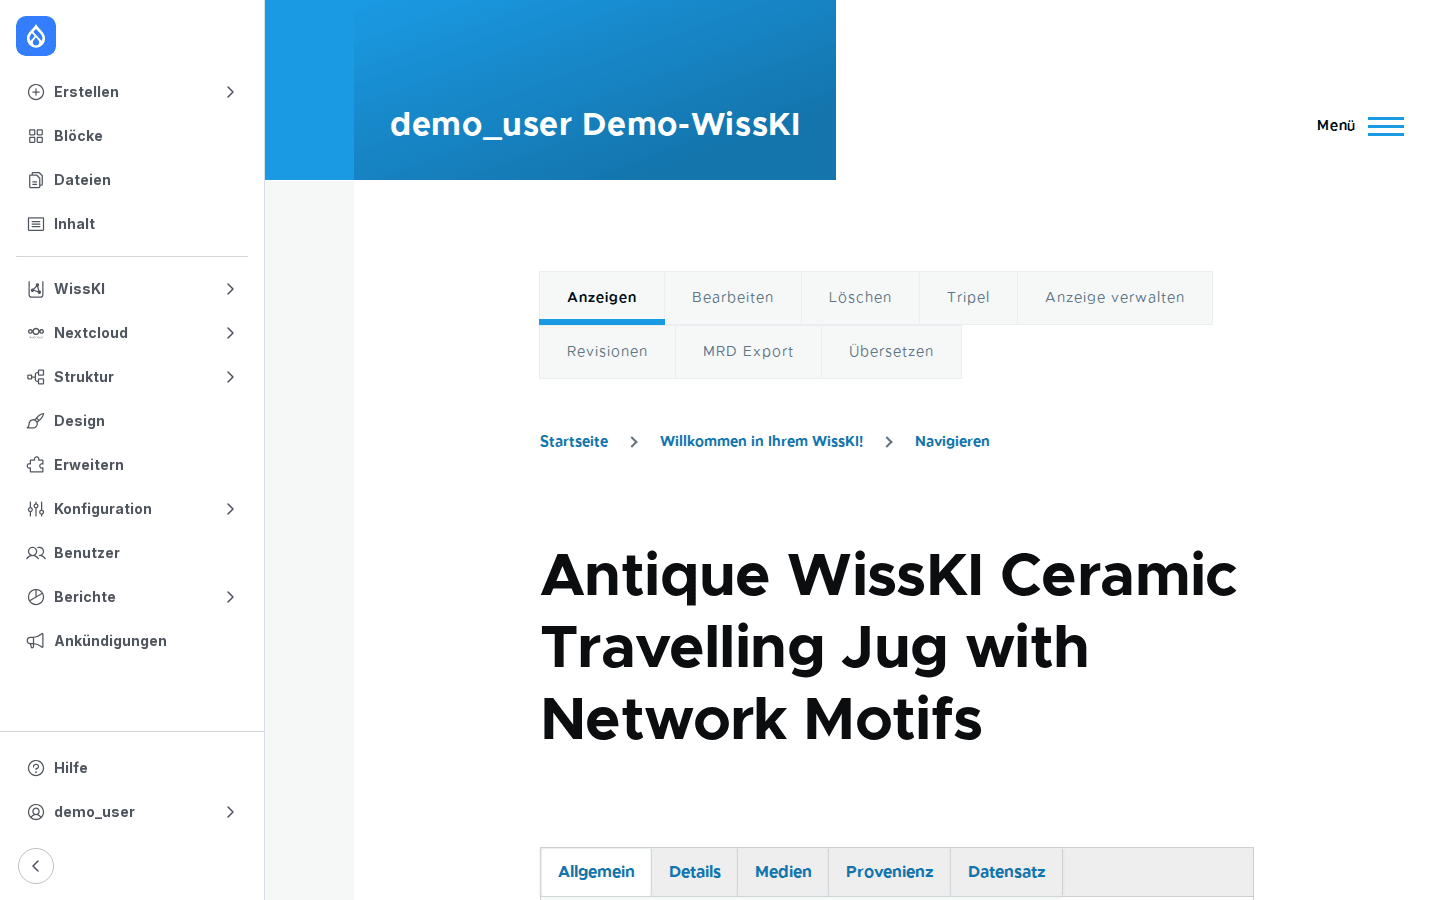 Erstellen
Blöcke
Dateien
Inhalt
WissKI
Nextcloud
Struktur
Design
Erweitern
Konfiguration
Benutzer
Berichte
Ankündigungen
Hilfe
demo_user
demo_user Demo-WissKI
Menü
Anzeigen Bearbeiten Löschen Tripel Anzeige verwalten
Revisionen MRD Export Übersetzen
Startseite Willkommen in Ihrem WissKI! Navigieren
Antique WissKI Ceramic
Travelling Jug with
Network Motifs
Allgemein Details Medien Provenienz Datensatz